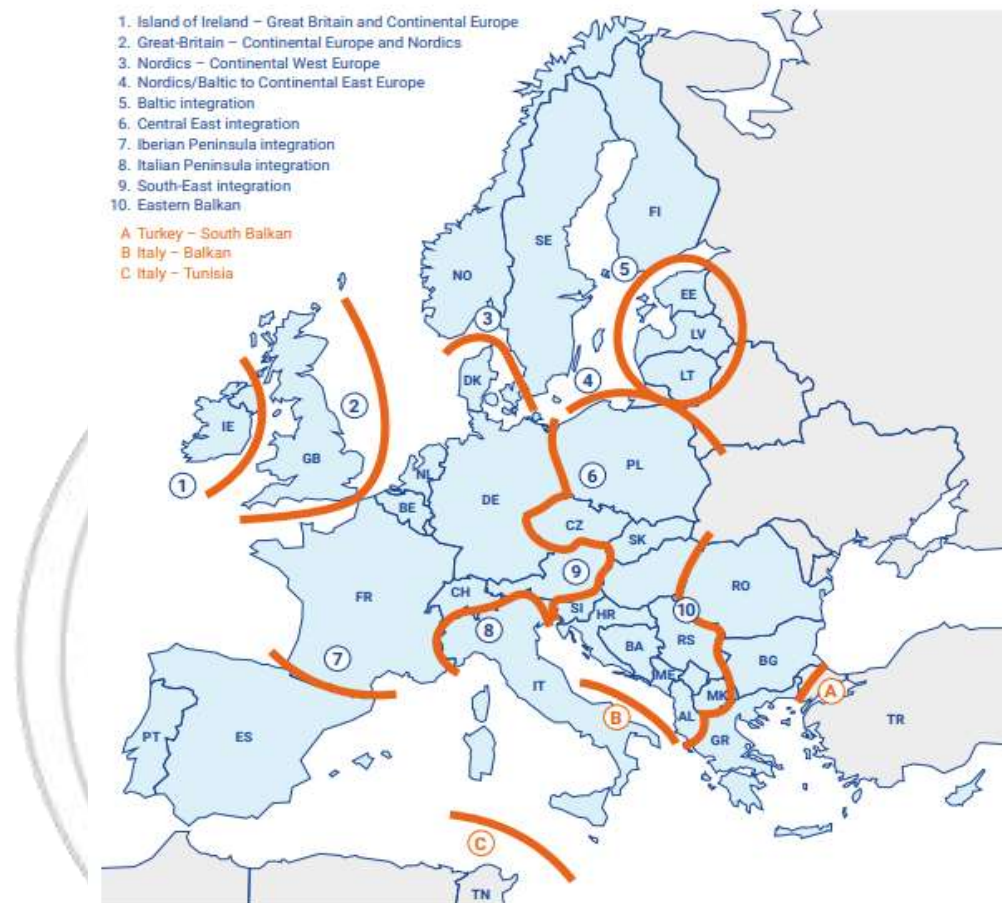 1. Island of Ireland – Great Britain and Continental Europe
2. Great-Britain – Continental Europe and Nordics
3. Nordics – Continental West Europe
4. Nordics/Baltic to Continental East Europe
5. Baltic integration
6. Central East integration
7. Iberian Peninsula integration
8. Italian Peninsula integration
9. South-East integration
10. Eastern Balkan
A Turkey – South Balkan
B Italy – Balkan
C Italy – Tunisia
FI
SE
NO
5
EE
3
LV
4
LT
DK
2
IE
GB
1
NL
6
PL
BE
DE
CZ
SK
9
CH
FR
SI
HR
10
RO
8
BA
RS
7
ME
BG
IT
MK
A
B
AL
PT
ES
GR
TR
C
TN